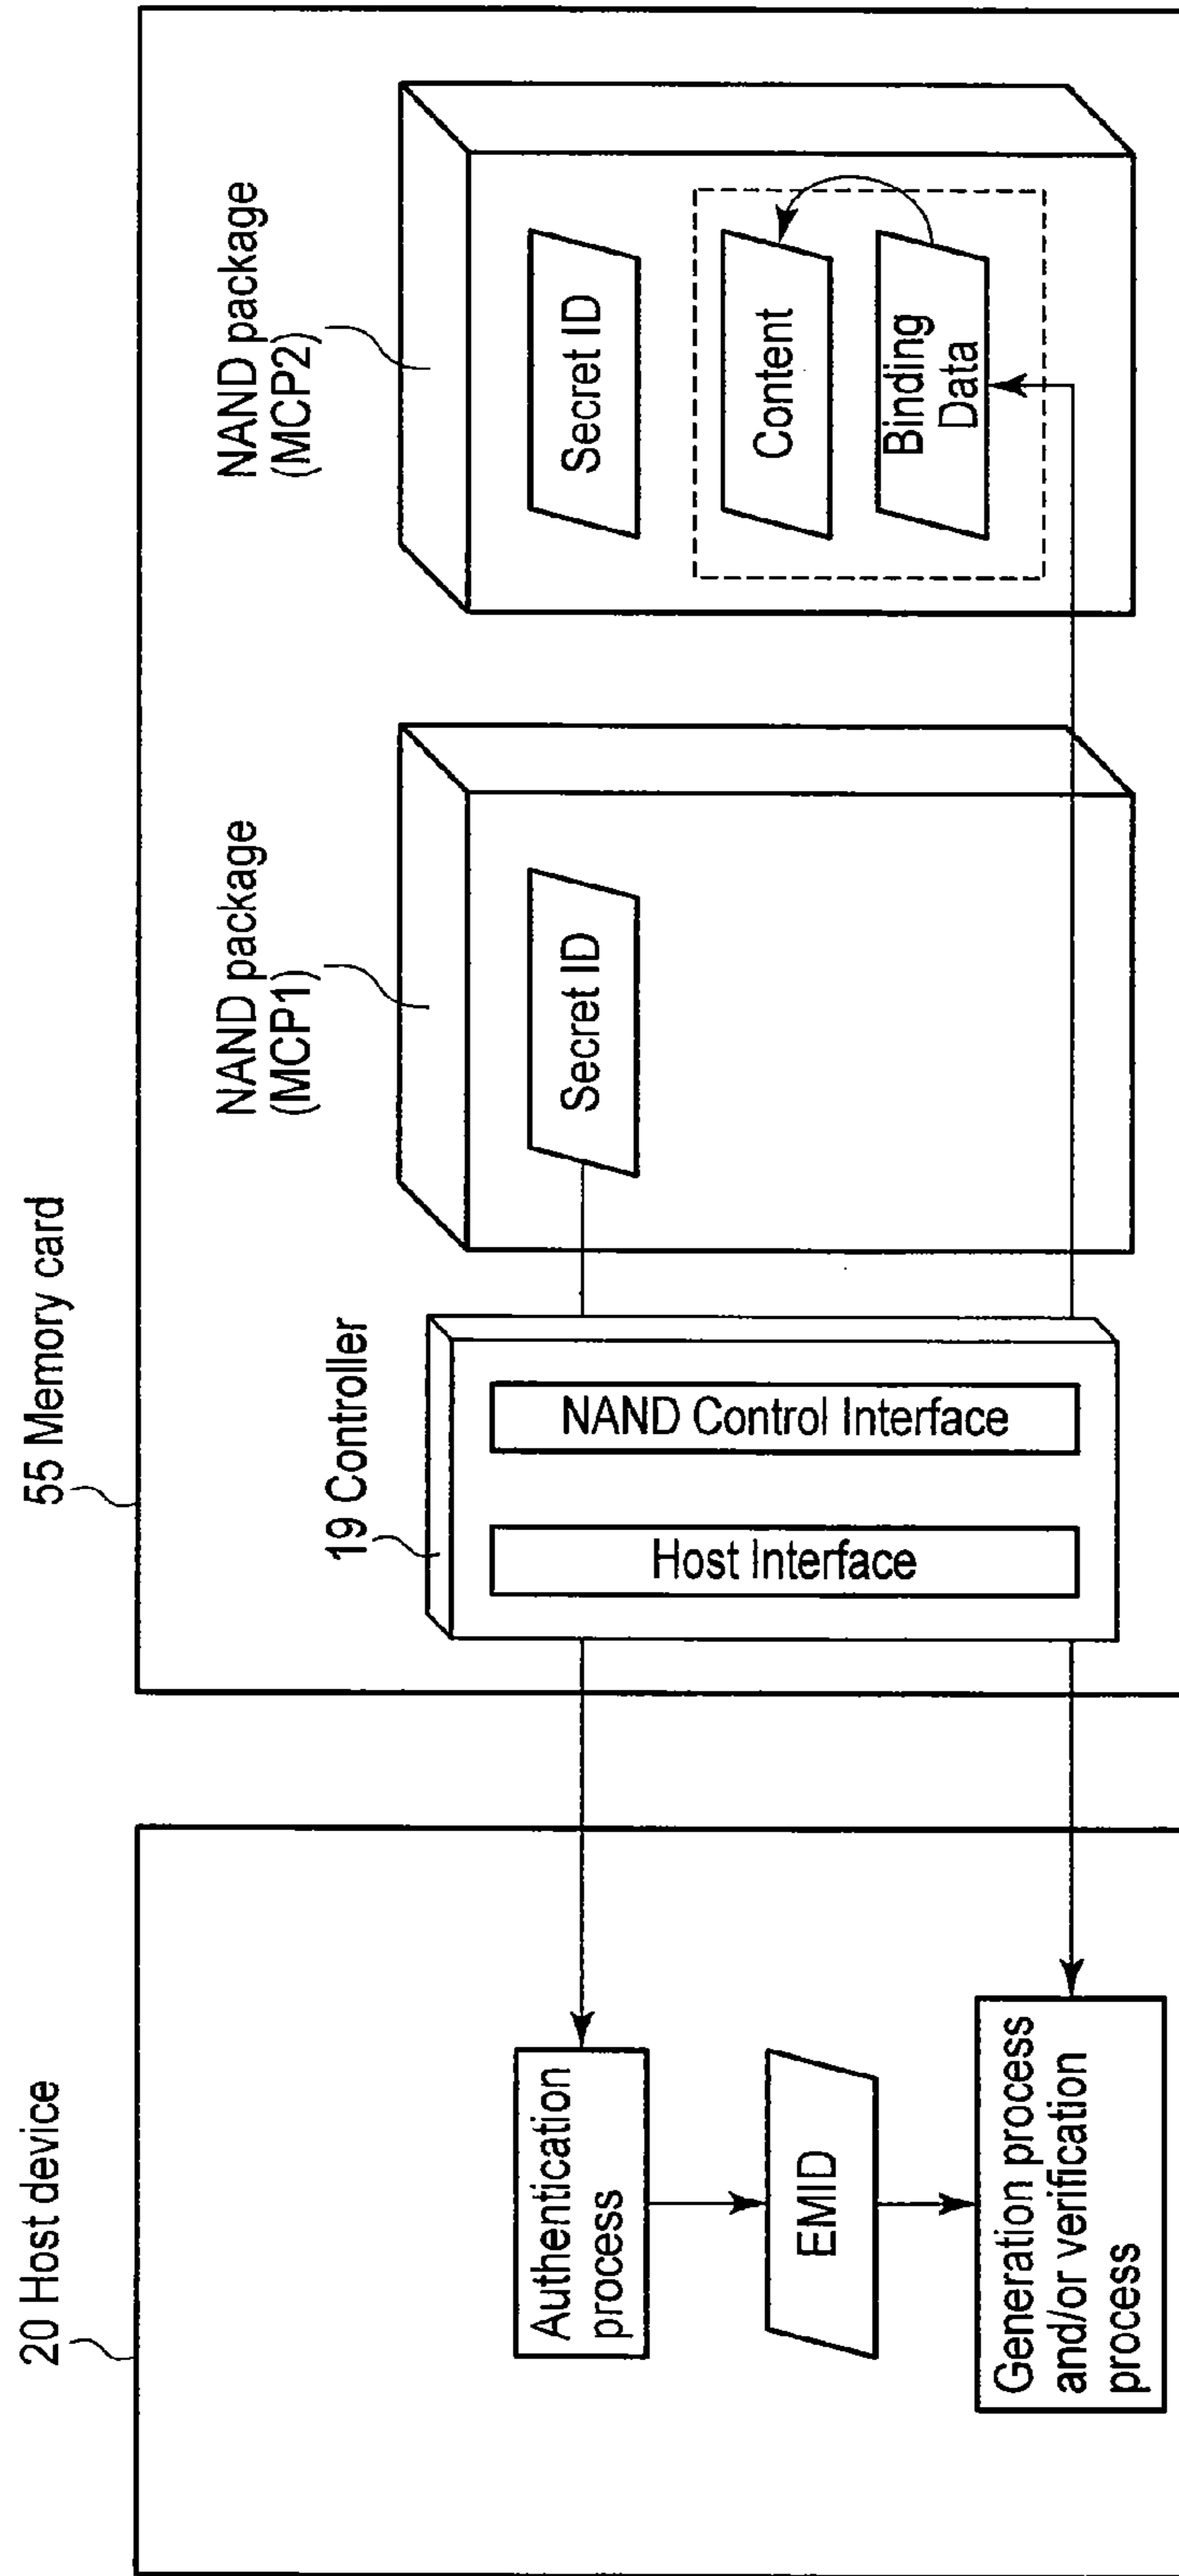 20 Host device
Authentication
process
EMID
Generation process
and/or verification
process
55 Memory card
19 Controller
Host Interface
NAND Control Interface
NAND package
(MCP1)
Secret ID
NAND package
(MCP2)
Secret ID
Content
Binding
Data